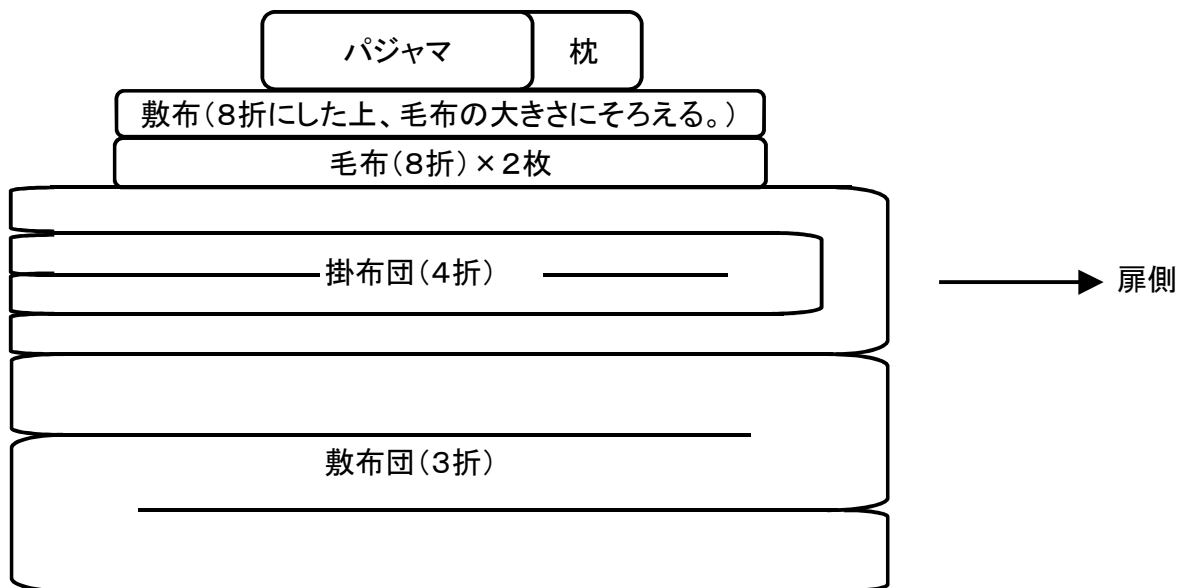 パジャマ
枕
敷布（８折にした上、毛布の大きさにそろえる。）
毛布（８折）×２枚
掛布団（４折）
扉側
敷布団（３折）